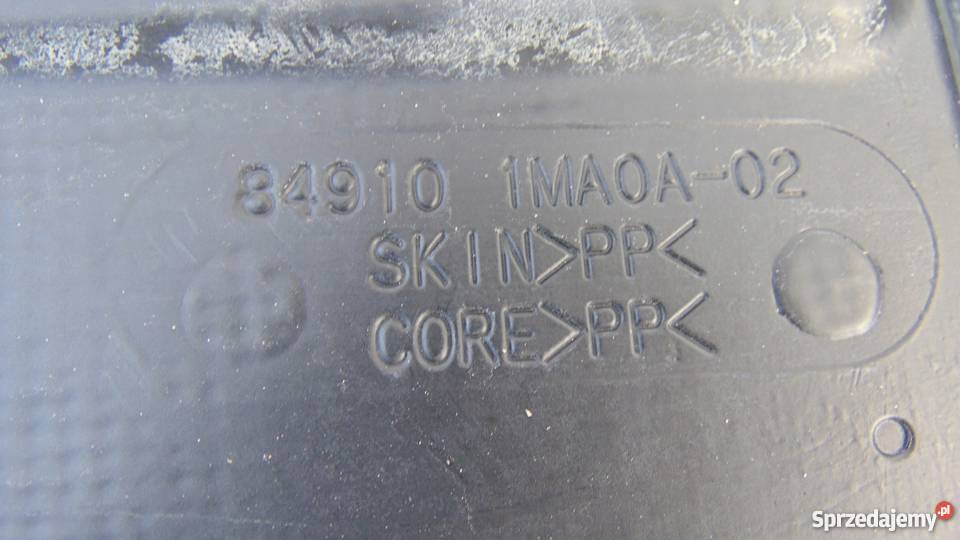 84910 1MA0A-02
SKIN>PP<
CORE>PP<
Sprzedajemy.pl